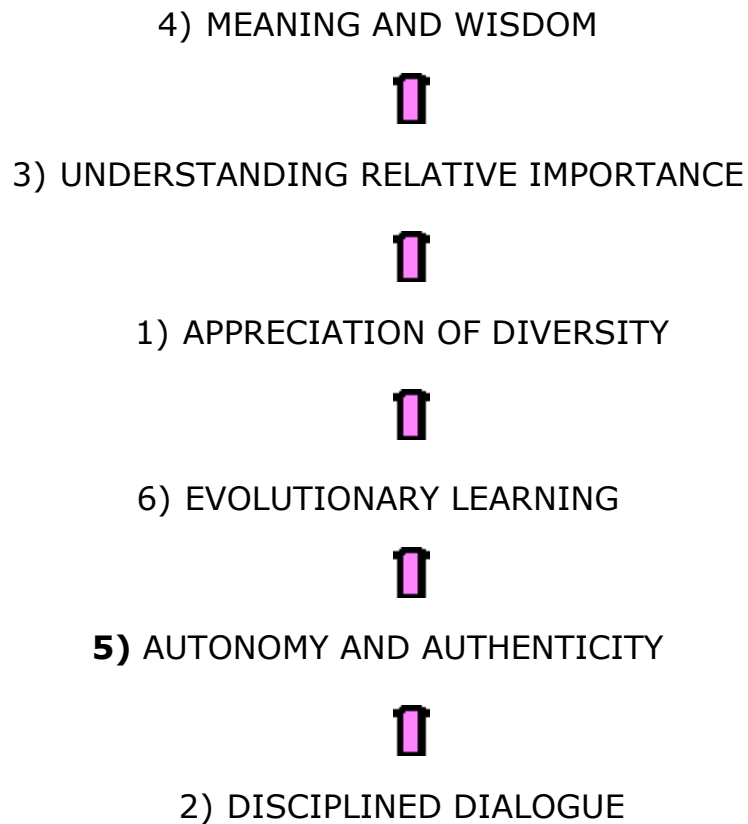 4) MEANING AND WISDOM
3) UNDERSTANDING RELATIVE IMPORTANCE
1) APPRECIATION OF DIVERSITY
6) EVOLUTIONARY LEARNING
5) AUTONOMY AND AUTHENTICITY
2) DISCIPLINED DIALOGUE